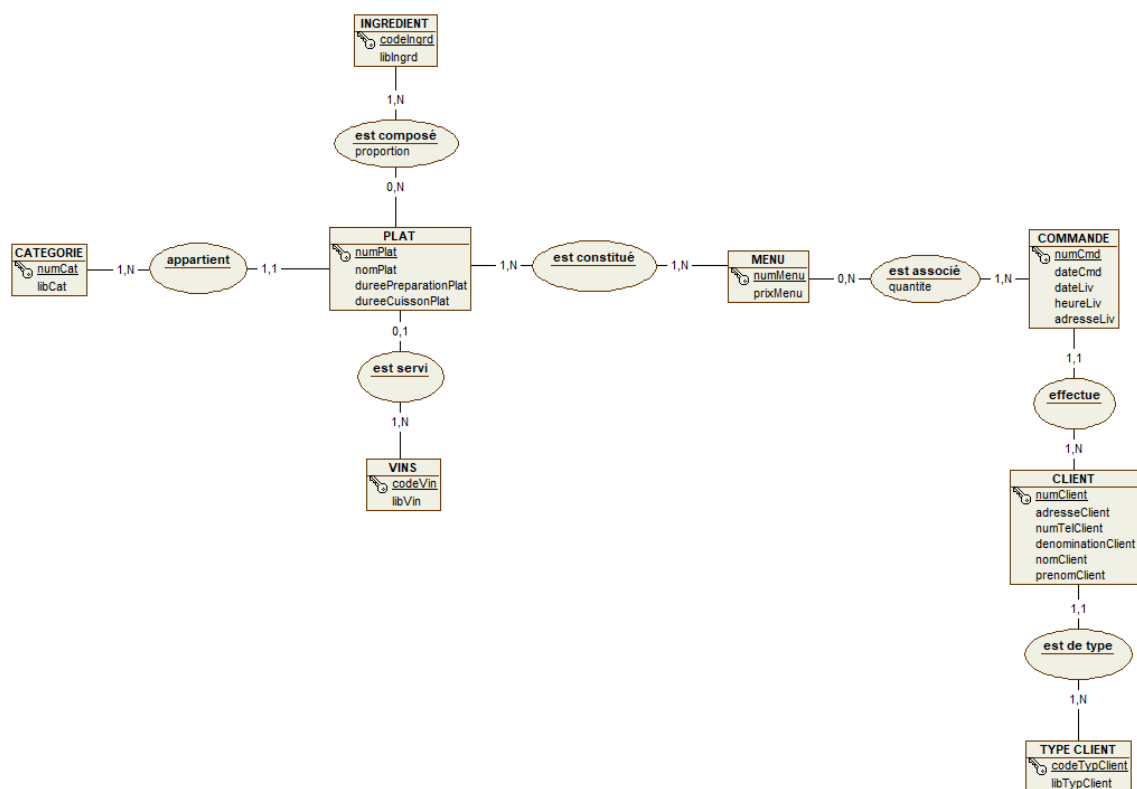 INGREDIENT
codeIngrd
libIngrd
1,N
est composé
proportion
0,N
CATEGORIE
numCat
libCat
1,N
appartient
1,1
PLAT
numPlat
nomPlat
dureePreparationPlat
dureeCuissonPlat
1,N
est constitué
1,N
MENU
numMenu
prixMenu
0,N
est associé
quantite
1,N
COMMANDE
numCmd
dateCmd
dateLiv
heureLiv
adresseLiv
0,1
est servi
1,N
VINS
codeVin
libVin
1,1
effectue
1,N
CLIENT
numClient
adresseClient
numTelClient
denominationClient
nomClient
prenomClient
1,1
est de type
1,N
TYPE CLIENT
codeTypClient
libTypClient